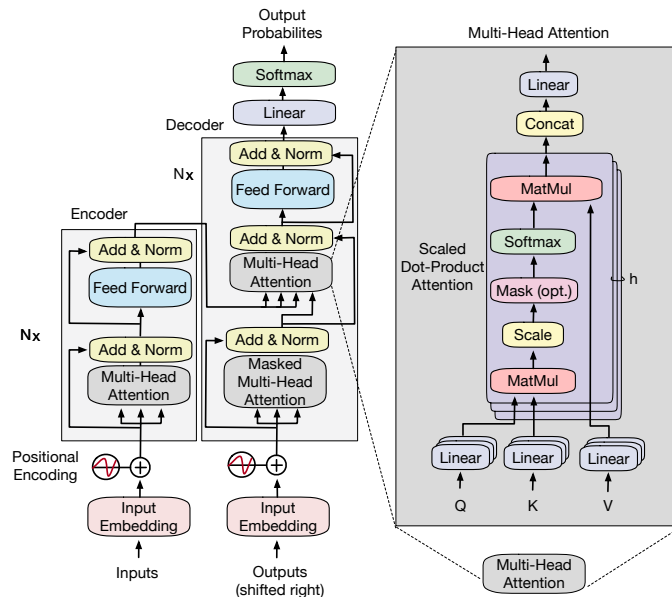 Output
Probabilites
Softmax
Linear
Decoder
Add & Norm
Nx
Feed Forward
Add & Norm
Multi-Head
Attention
Add & Norm
Masked
Multi-Head
Attention
Encoder
Add & Norm
Feed Forward
Nx
Add & Norm
Multi-Head
Attention
Positional
Encoding
Input
Embedding
Inputs
Input
Embedding
Outputs
(shifted right)
Multi-Head Attention
Linear
Concat
MatMul
Softmax
Scaled
Dot-Product
Attention
h
Mask (opt.)
Scale
MatMul
Linear
Linear
Linear
Q
K
V
Multi-Head
Attention